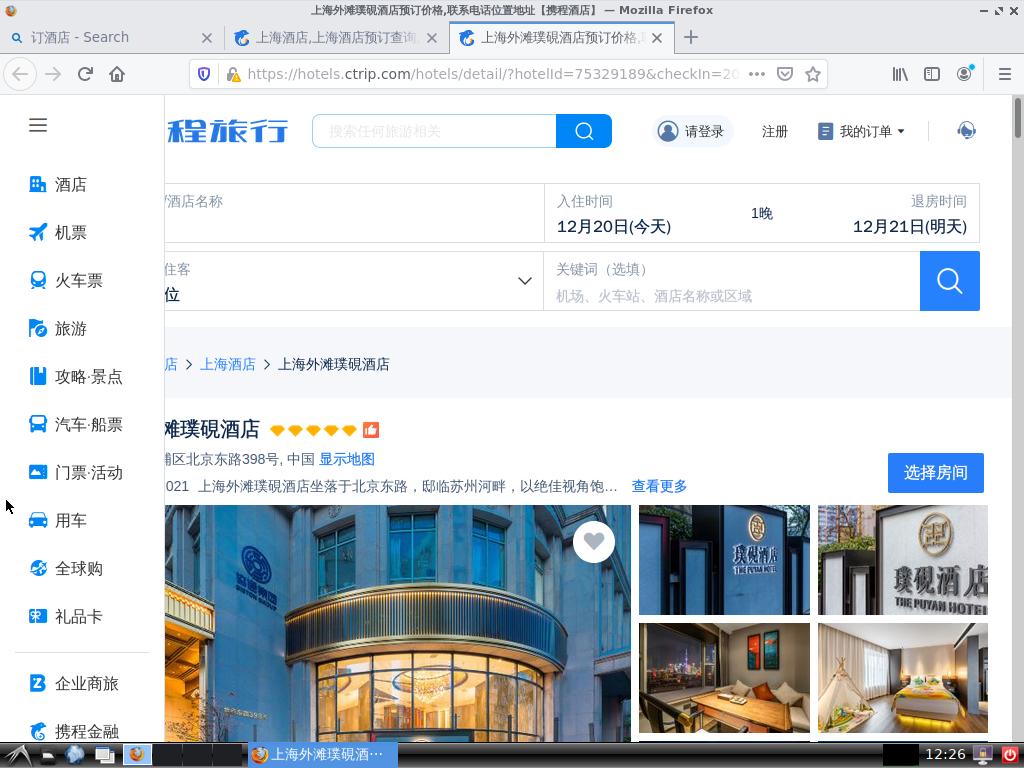 上海外滩璞砚酒店预订价格,联系电话位置地址【携程酒店】 — Mozilla Firefox
订酒店 - Search
上海酒店,上海酒店预订查询,
上海外滩璞砚酒店预订价格,
https://hotels.ctrip.com/hotels/detail/?hotelId=75329189&checkIn=20
程旅行
搜索任何旅游相关
请登录
注册
我的订单
酒店
机票
火车票
旅游
攻略·景点
汽车·船票
门票·活动
用车
全球购
礼品卡
企业商旅
携程金融
/酒店名称
入住时间
12月20日(今天)
1晚
退房时间
12月21日(明天)
住客
位
关键词（选填）
机场、火车站、酒店名称或区域
店
上海酒店
上海外滩璞硯酒店
滩璞硯酒店
浦区北京东路398号, 中国 显示地图
021 上海外滩璞硯酒店坐落于北京东路，邸临苏州河畔，以绝佳视角饱… 查看更多
选择房间
璞硯酒店
THE PUYAN HOTEL
璞硯酒店
THE PUYAN HOTEL
上海外滩璞砚酒···
12:26